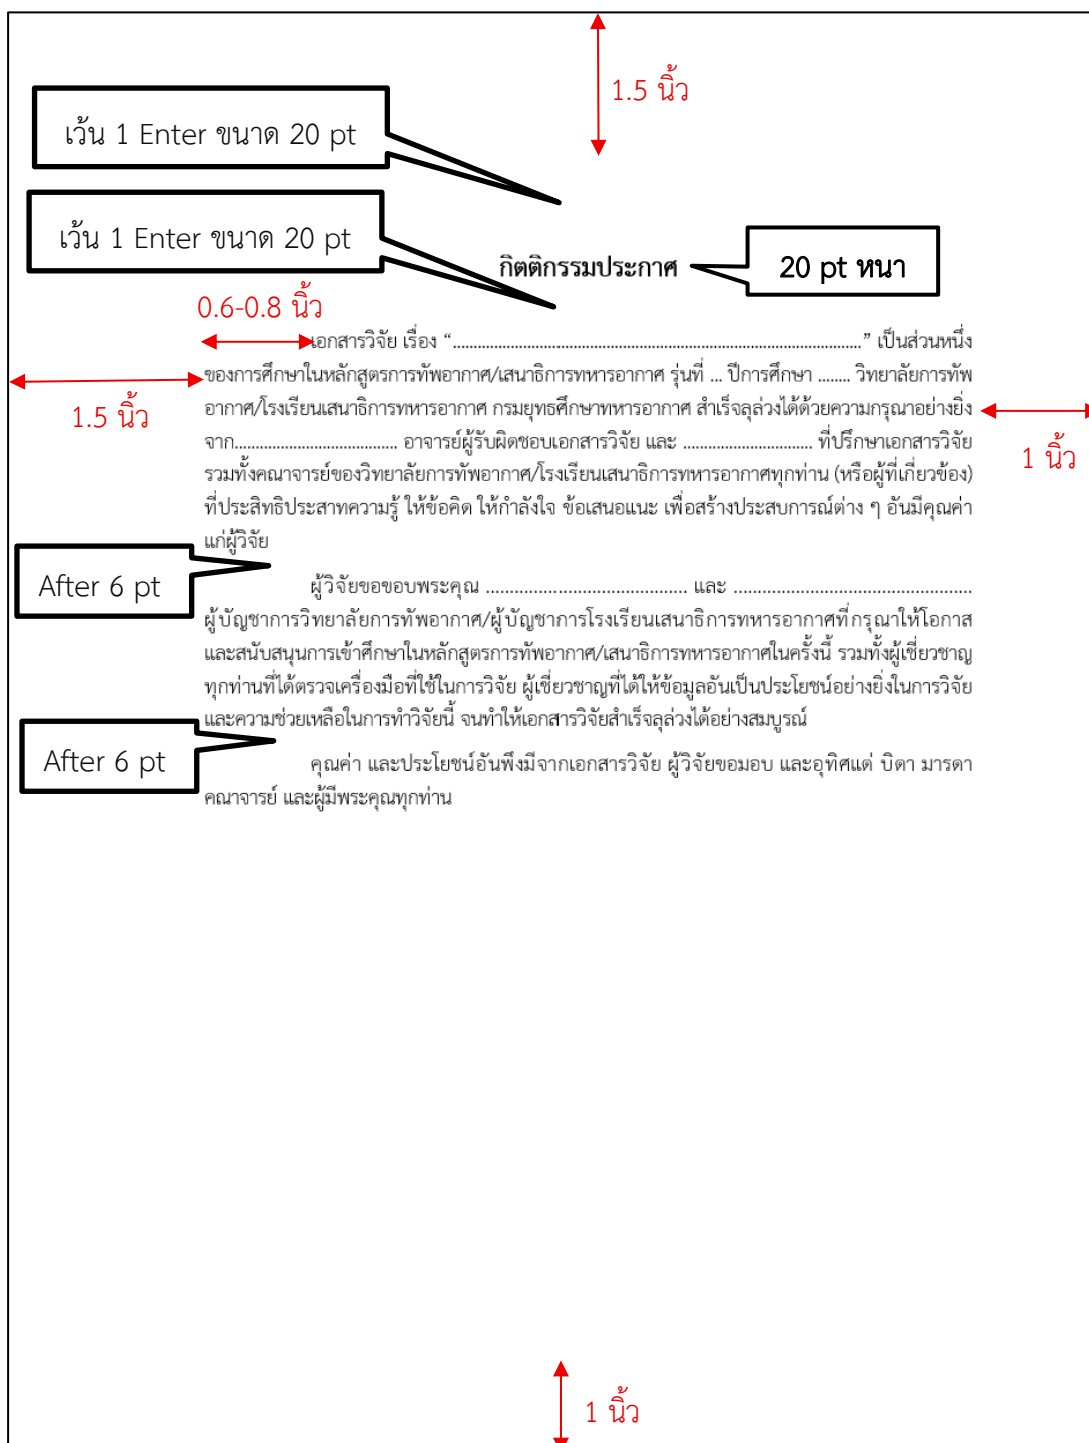 1.5 นิ้ว
เว้น 1 Enter ขนาด 20 pt
เว้น 1 Enter ขนาด 20 pt
กิตติกรรมประกาศ
20 pt หนา
0.6-0.8 นิ้ว
เอกสารวิจัย เรื่อง “....................................................................................” เป็นส่วนหนึ่ง
ของการศึกษาในหลักสูตรการทัพอากาศ/เสนาธิการทหารอากาศ รุ่นที่ ... ปีการศึกษา ........ วิทยาลัยการทัพ
1.5 นิ้ว
อากาศ/โรงเรียนเสนาธิการทหารอากาศ กรมยุทธศึกษาทหารอากาศ สำเร็จลุล่วงได้ด้วยความกรุณาอย่างยิ่ง
จาก.................................. อาจารย์ผู้รับผิดชอบเอกสารวิจัย และ ........................... ที่ปรึกษาเอกสารวิจัย
1 นิ้ว
รวมทั้งคณาจารย์ของวิทยาลัยการทัพอากาศ/โรงเรียนเสนาธิการทหารอากาศทุกท่าน (หรือผู้ที่เกี่ยวข้อง)
ที่ประสิทธิประสาทความรู้ ให้ข้อคิด ให้กำลังใจ ข้อเสนอแนะ เพื่อสร้างประสบการณ์ต่าง ๆ อันมีคุณค่า
แก่ผู้วิจัย
After 6 pt
ผู้วิจัยขอขอบพระคุณ ......................................... และ ................................................
ผู้บัญชาการวิทยาลัยการทัพอากาศ/ผู้บัญชาการโรงเรียนเสนาธิการทหารอากาศที่กรุณาให้โอกาส
และสนับสนุนการเข้าศึกษาในหลักสูตรการทัพอากาศ/เสนาธิการทหารอากาศในครั้งนี้ รวมทั้งผู้เชี่ยวชาญ
ทุกท่านที่ได้ตรวจเครื่องมือที่ใช้ในการวิจัย ผู้เชี่ยวชาญที่ได้ให้ข้อมูลอันเป็นประโยชน์อย่างยิ่งในการวิจัย
และความช่วยเหลือในการทำวิจัยนี้ จนทำให้เอกสารวิจัยสำเร็จลุล่วงได้อย่างสมบูรณ์
After 6 pt
คุณค่า และประโยชน์อันพึงมีจากเอกสารวิจัย ผู้วิจัยขอมอบ และอุทิศแด่ บิดา มารดา
คณาจารย์ และผู้มีพระคุณทุกท่าน
1 นิ้ว